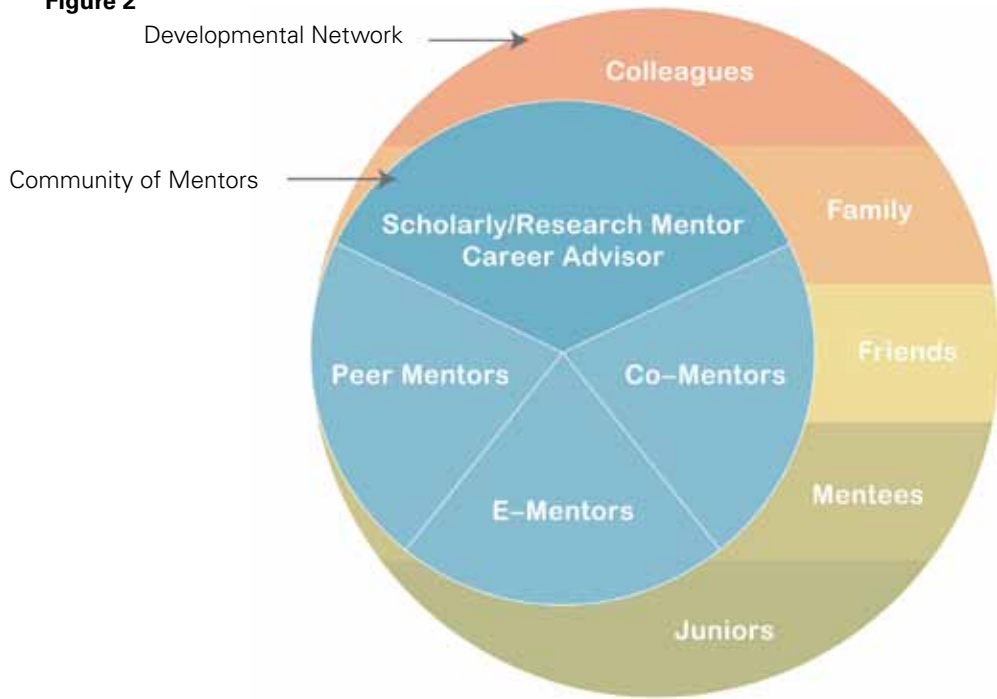 Figure 2
Developmental Network
Colleagues
Community of Mentors
Scholarly/Research Mentor
Career Advisor
Family
Friends
Peer Mentors
Co–Mentors
Mentees
E–Mentors
Juniors